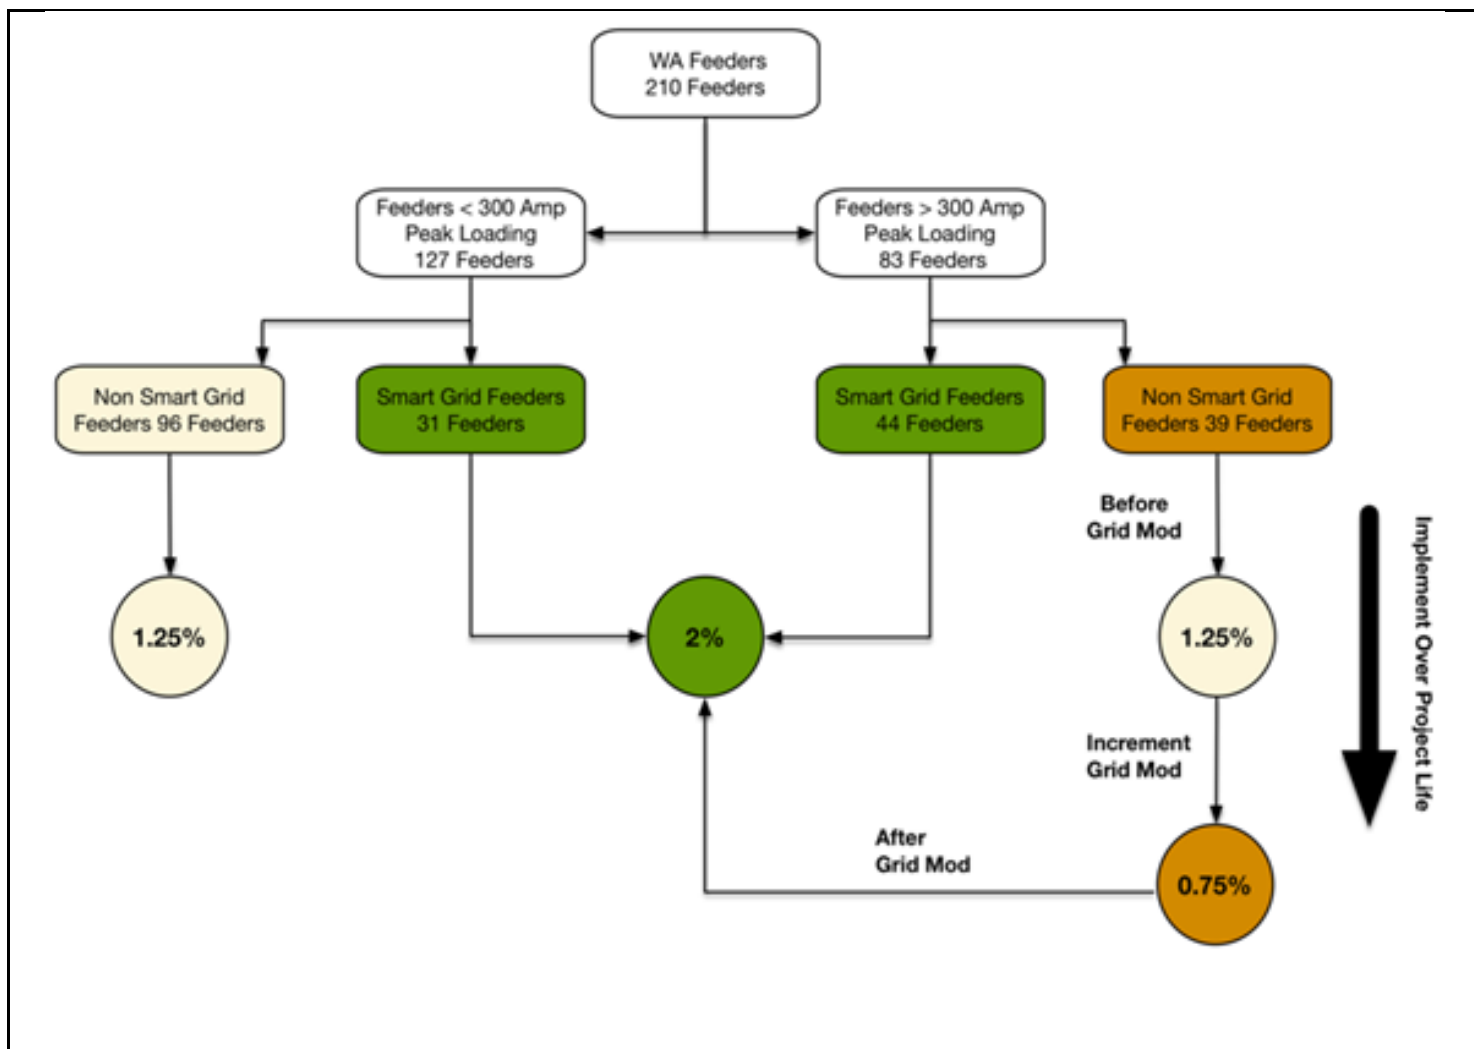 WA Feeders
210 Feeders
Feeders < 300 Amp
Peak Loading
127 Feeders
Feeders > 300 Amp
Peak Loading
83 Feeders
Non Smart Grid
Feeders 96 Feeders
Smart Grid Feeders
31 Feeders
Smart Grid Feeders
44 Feeders
Non Smart Grid
Feeders 39 Feeders
Before
Grid Mod
Implement Over Project Life
1.25%
2%
1.25%
Increment
Grid Mod
After
Grid Mod
0.75%